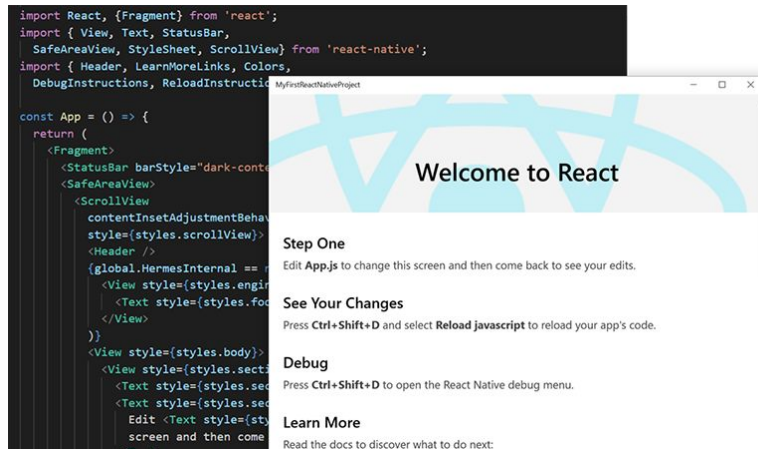 import React, {Fragment} from 'react';
import { View, Text, StatusBar,
SafeAreaView, StyleSheet, ScrollView} from 'react-native';
import { Header, LearnMoreLinks, Colors,
DebugInstructions, ReloadInstructio
const App = () => {
return (
<Fragment>
<StatusBar barStyle="dark-conte
<SafeAreaView>
<ScrollView
contentInsetAdjustmentBehav
style={styles.scrollView}>
<Header />
{global.HermesInternal == n
<View style={styles.engin
<Text style={styles.foo
</View>
)}
<View style={styles.body}>
<View style={styles.secti
<Text style={styles.sec
<Text style={styles.sec
Edit <Text style={sty
screen and then come
MyFirstReactNativeProject
Welcome to React
Step One
Edit App.js to change this screen and then come back to see your edits.
See Your Changes
Press Ctrl+Shift+D and select Reload javascript to reload your app's code.
Debug
Press Ctrl+Shift+D to open the React Native debug menu.
Learn More
Read the docs to discover what to do next: